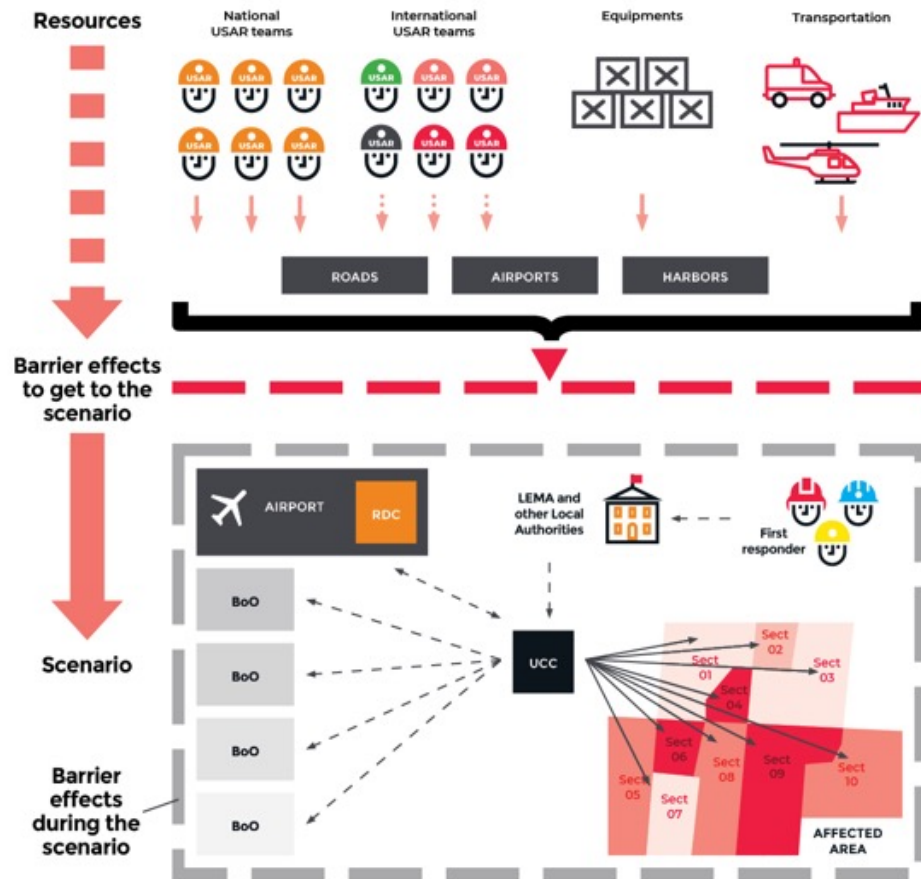 Resources
National
USAR teams
International
USAR teams
Equipments
Transportation
USAR USAR USAR
USAR USAR USAR
USAR USAR USAR
USAR USAR USAR
ROADS
AIRPORTS
HARBORS
Barrier effects
to get to the
scenario
AIRPORT
RDC
LEMA and
other Local
Authorities
First
responder
BoO
BoO
BoO
BoO
UCC
Scenario
Sect
01
Sect
02
Sect
03
Sect
04
Sect
05
Sect
06
Sect
07
Sect
08
Sect
09
Sect
10
AFFECTED
AREA
Barrier
effects
during the
scenario